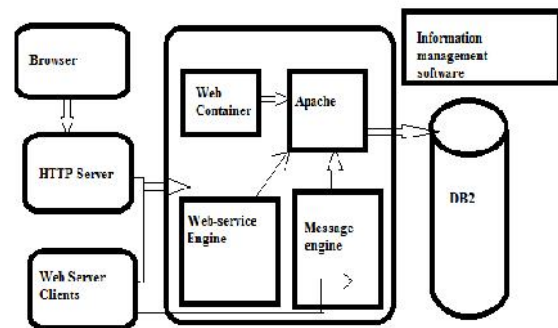 Browser
HTTP Server
Web Server
Clients
Web
Container
Apache
Web-service
Engine
Message
engine
Information
management
software
DB2